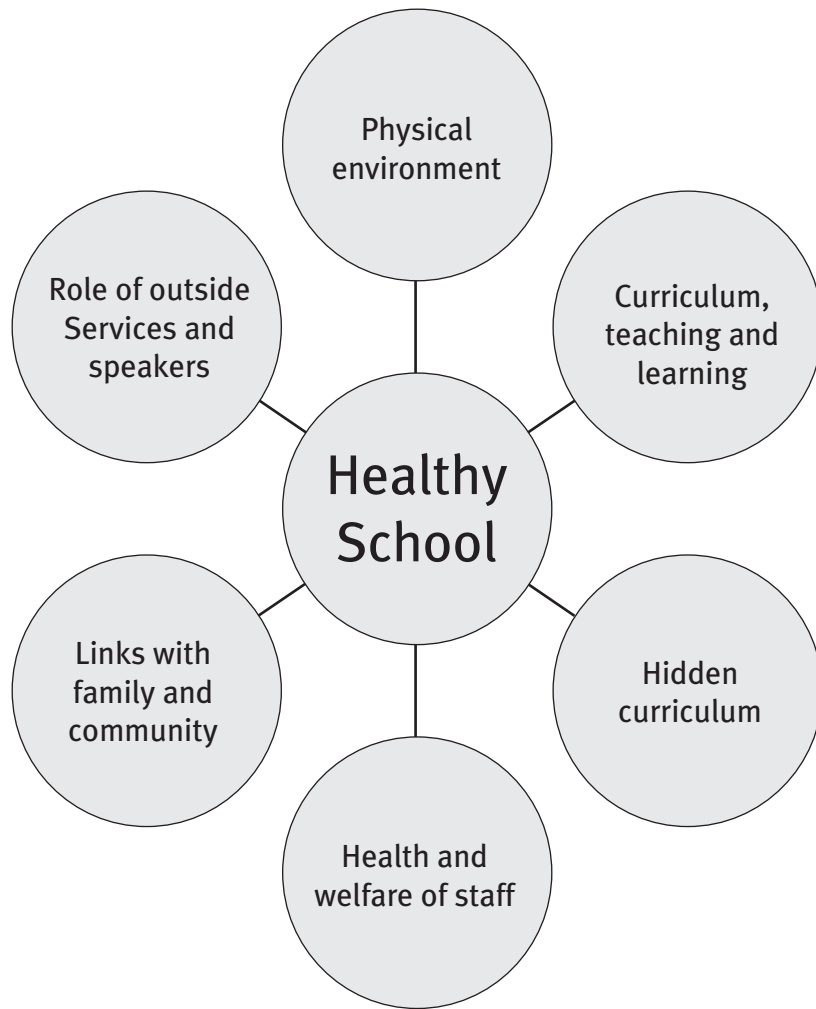 Physical
environment
Role of outside
Services and
speakers
Curriculum,
teaching and
learning
Healthy
School
Links with
family and
community
Hidden
curriculum
Health and
welfare of staff